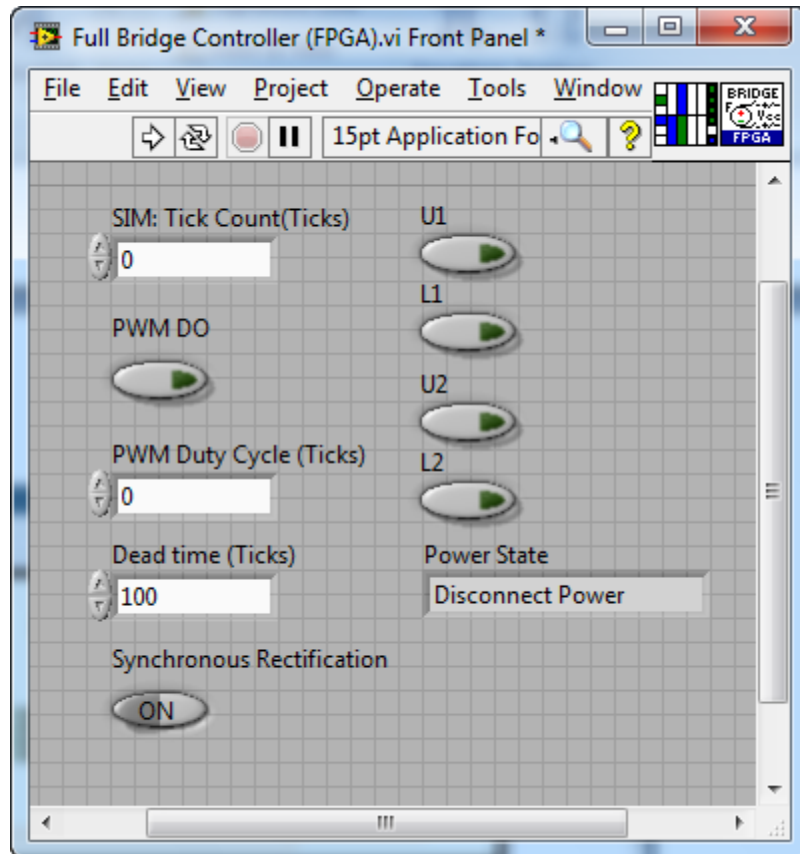 Full Bridge Controller (FPGA).vi Front Panel *
File Edit View Project Operate Tools Window
BRIDGE
Vcc
FPGA
15pt Application Fo
SIM: Tick Count(Ticks)
0
PWM DO
PWM Duty Cycle (Ticks)
0
Dead time (Ticks)
100
Synchronous Rectification
ON
U1
L1
U2
L2
Power State
Disconnect Power